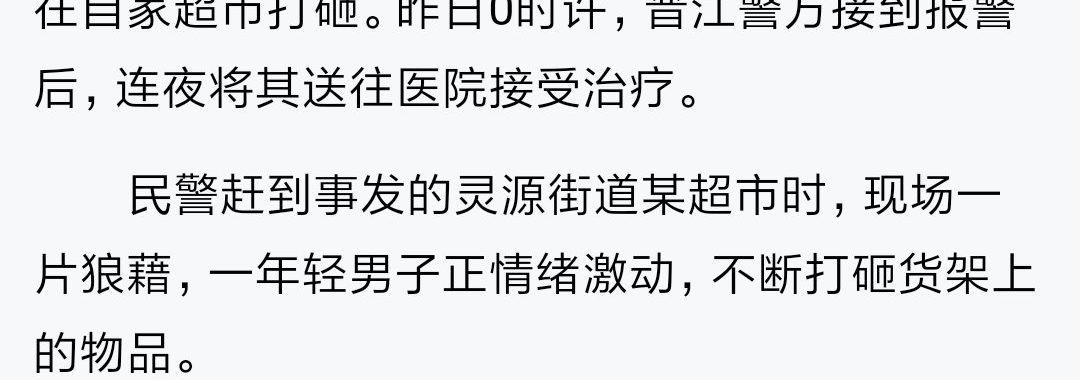 在自家超市打砸。昨日0时许，晋江警方接到报警
后，连夜将其送往医院接受治疗。
民警赶到事发的灵源街道某超市时，现场一
片狼藉，一年轻男子正情绪激动，不断打砸货架上
的物品。